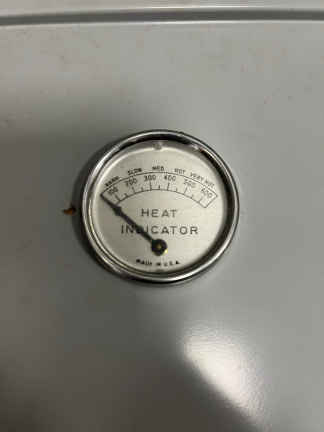 WARM SLOW MED HOT VERY HOT
100 200 300 400 500 600
HEAT
INDICATOR
MADE IN U.S.A.